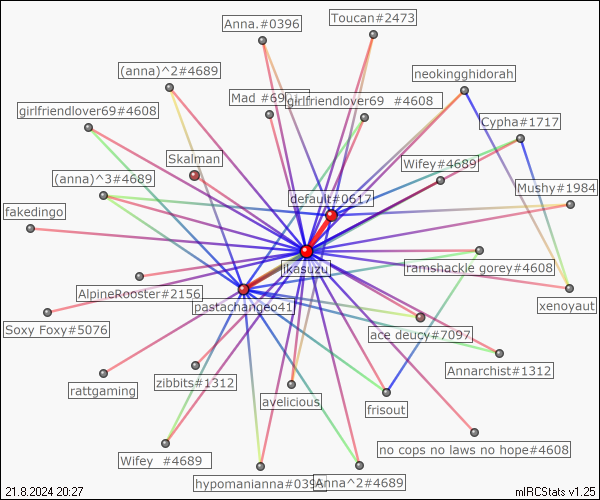 Toucan#2473
Anna.#0396
(anna)^2#4689
neokingghidorah
Mad #69
girlfriendlover69 #4608
girlfriendlover69#4608
Cypha#1717
Skalman
Wifey#4689
(anna)^3#4689
Mushy#1984
default#0617
fakedingo
ikasuzu
ramshackle gorey#4608
AlpineRooster#2156
pastachangeo41
xenoyaut
Soxy Foxy#5076
ace deucy#7097
Annarchist#1312
zibbits#1312
rattgaming
avelicious
frisout
no cops no laws no hope#4608
Wifey #4689
hypomanianna#039
Anna^2#4689
21.8.2024 20:27
mIRCStats v1.25